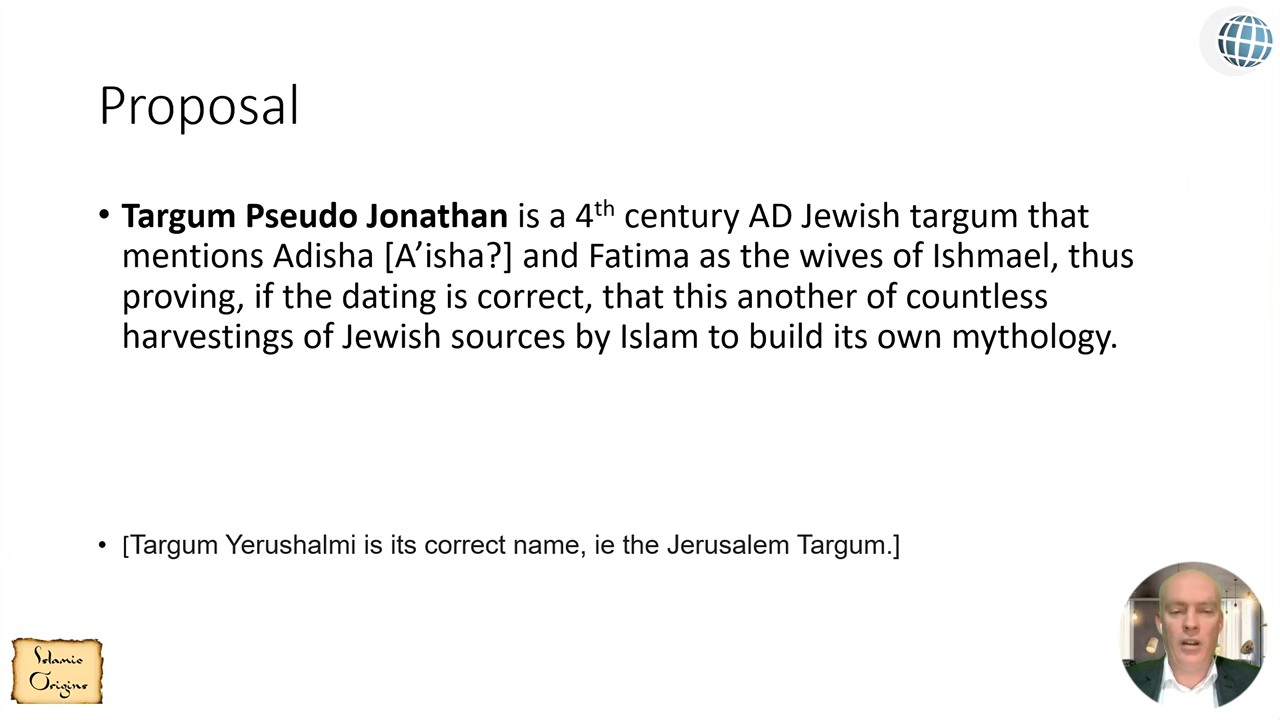 Proposal
• Targum Pseudo Jonathan is a 4th century AD Jewish targum that
mentions Adisha [A’isha?] and Fatima as the wives of Ishmael, thus
proving, if the dating is correct, that this another of countless
harvestings of Jewish sources by Islam to build its own mythology.
• [Targum Yerushalmi is its correct name, ie the Jerusalem Targum.]
Islamic
Origins